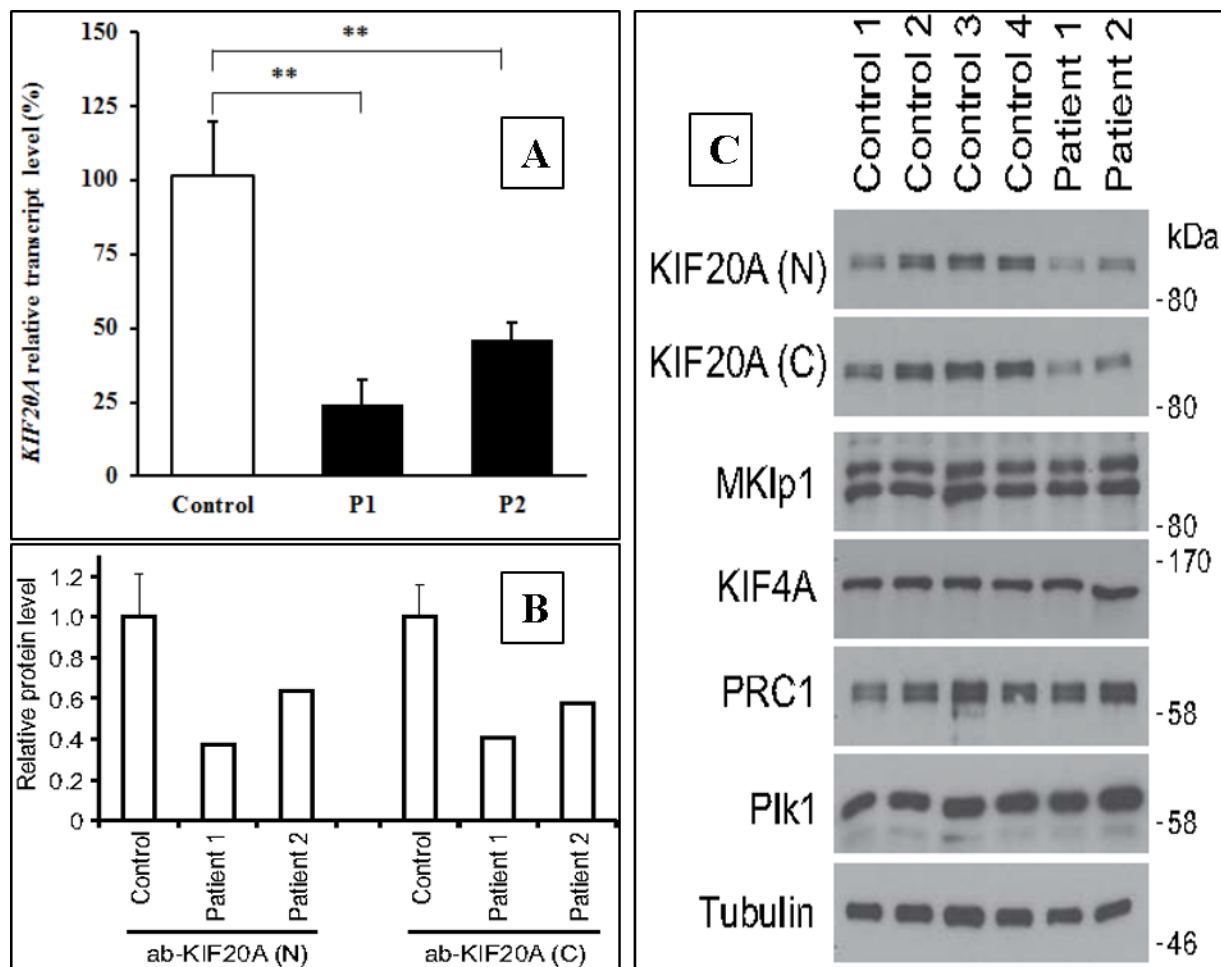 150
125
100
75
50
25
0
KIF20A relative transcript level (%)
**
**
A
Control P1 P2
1.2
1.0
0.8
0.6
0.4
0.2
0
Relative protein level
B
Control
Patient 1
Patient 2
Control
Patient 1
Patient 2
ab-KIF20A (N) ab-KIF20A (C)
C
Control 1
Control 2
Control 3
Control 4
Patient 1
Patient 2
kDa
KIF20A (N)
-80
KIF20A (C)
-80
MKlp1
-80
-170
KIF4A
PRC1
-58
Plk1
-58
Tubulin
-46